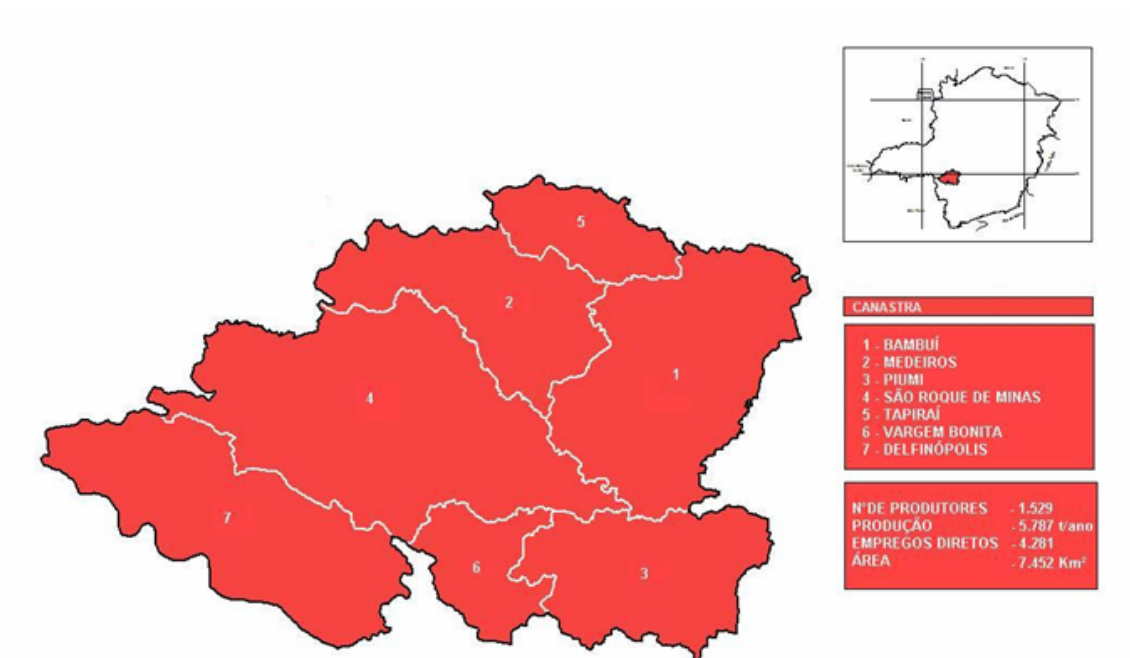 5
2
1
4
7
6
3
CANASTRA
1 - BAMBUÍ
2 - MEDEIROS
3 - PIUMI
4 - SÃO ROQUE DE MINAS
5 - TAPIRAÍ
6 - VARGEM BONITA
7 - DELFINÓPOLIS
N°DE PRODUTORES - 1.529
PRODUÇÃO - 5.787 t/ano
EMPREGOS DIRETOS - 4.281
ÁREA - 7.452 Km²